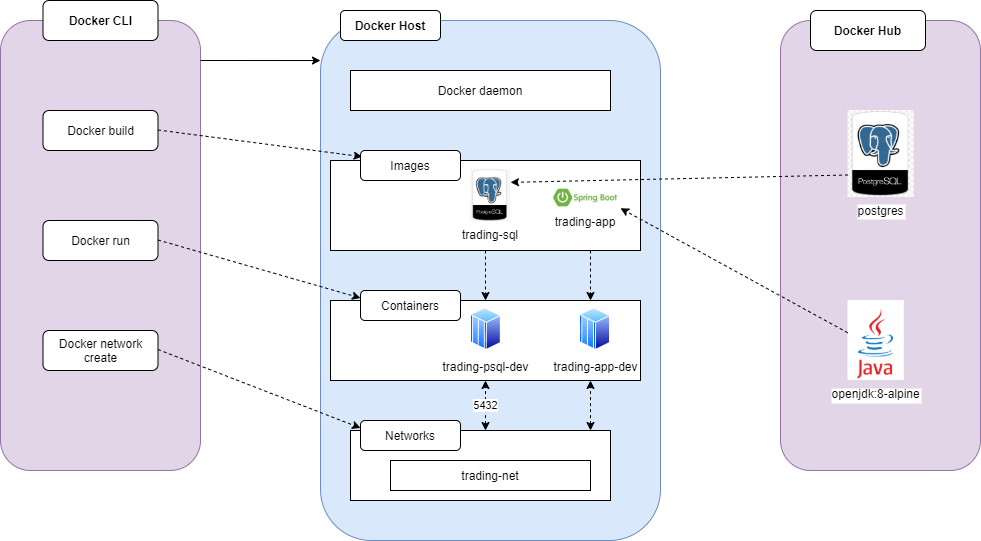 Docker CLI
Docker Host
Docker Hub
Docker daemon
Docker build
Images
PostgreSQL
trading-sql
Spring Boot
trading-app
PostgreSQL
postgres
Docker run
Containers
trading-psql-dev
trading-app-dev
Java
openjdk:8-alpine
Docker network
create
5432
Networks
trading-net